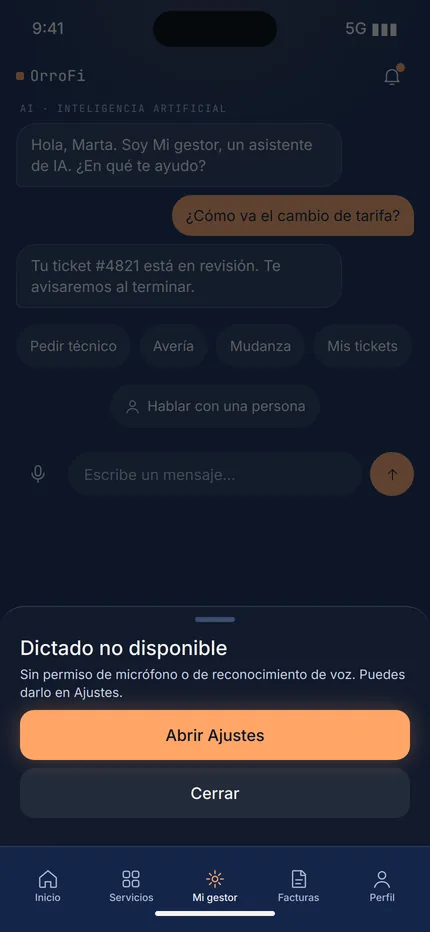 9:41
5G
OrroFi
AI · INTELIGENCIA ARTIFICIAL
Hola, Marta. Soy Mi gestor, un asistente
de IA. ¿En qué te ayudo?
¿Cómo va el cambio de tarifa?
Tu ticket #4821 está en revisión. Te
avisaremos al terminar.
Pedir técnico
Avería
Mudanza
Mis tickets
Hablar con una persona
Escribe un mensaje...
Dictado no disponible
Sin permiso de micrófono o de reconocimiento de voz. Puedes
darlo en Ajustes.
Abrir Ajustes
Cerrar
Inicio
Servicios
Mi gestor
Facturas
Perfil